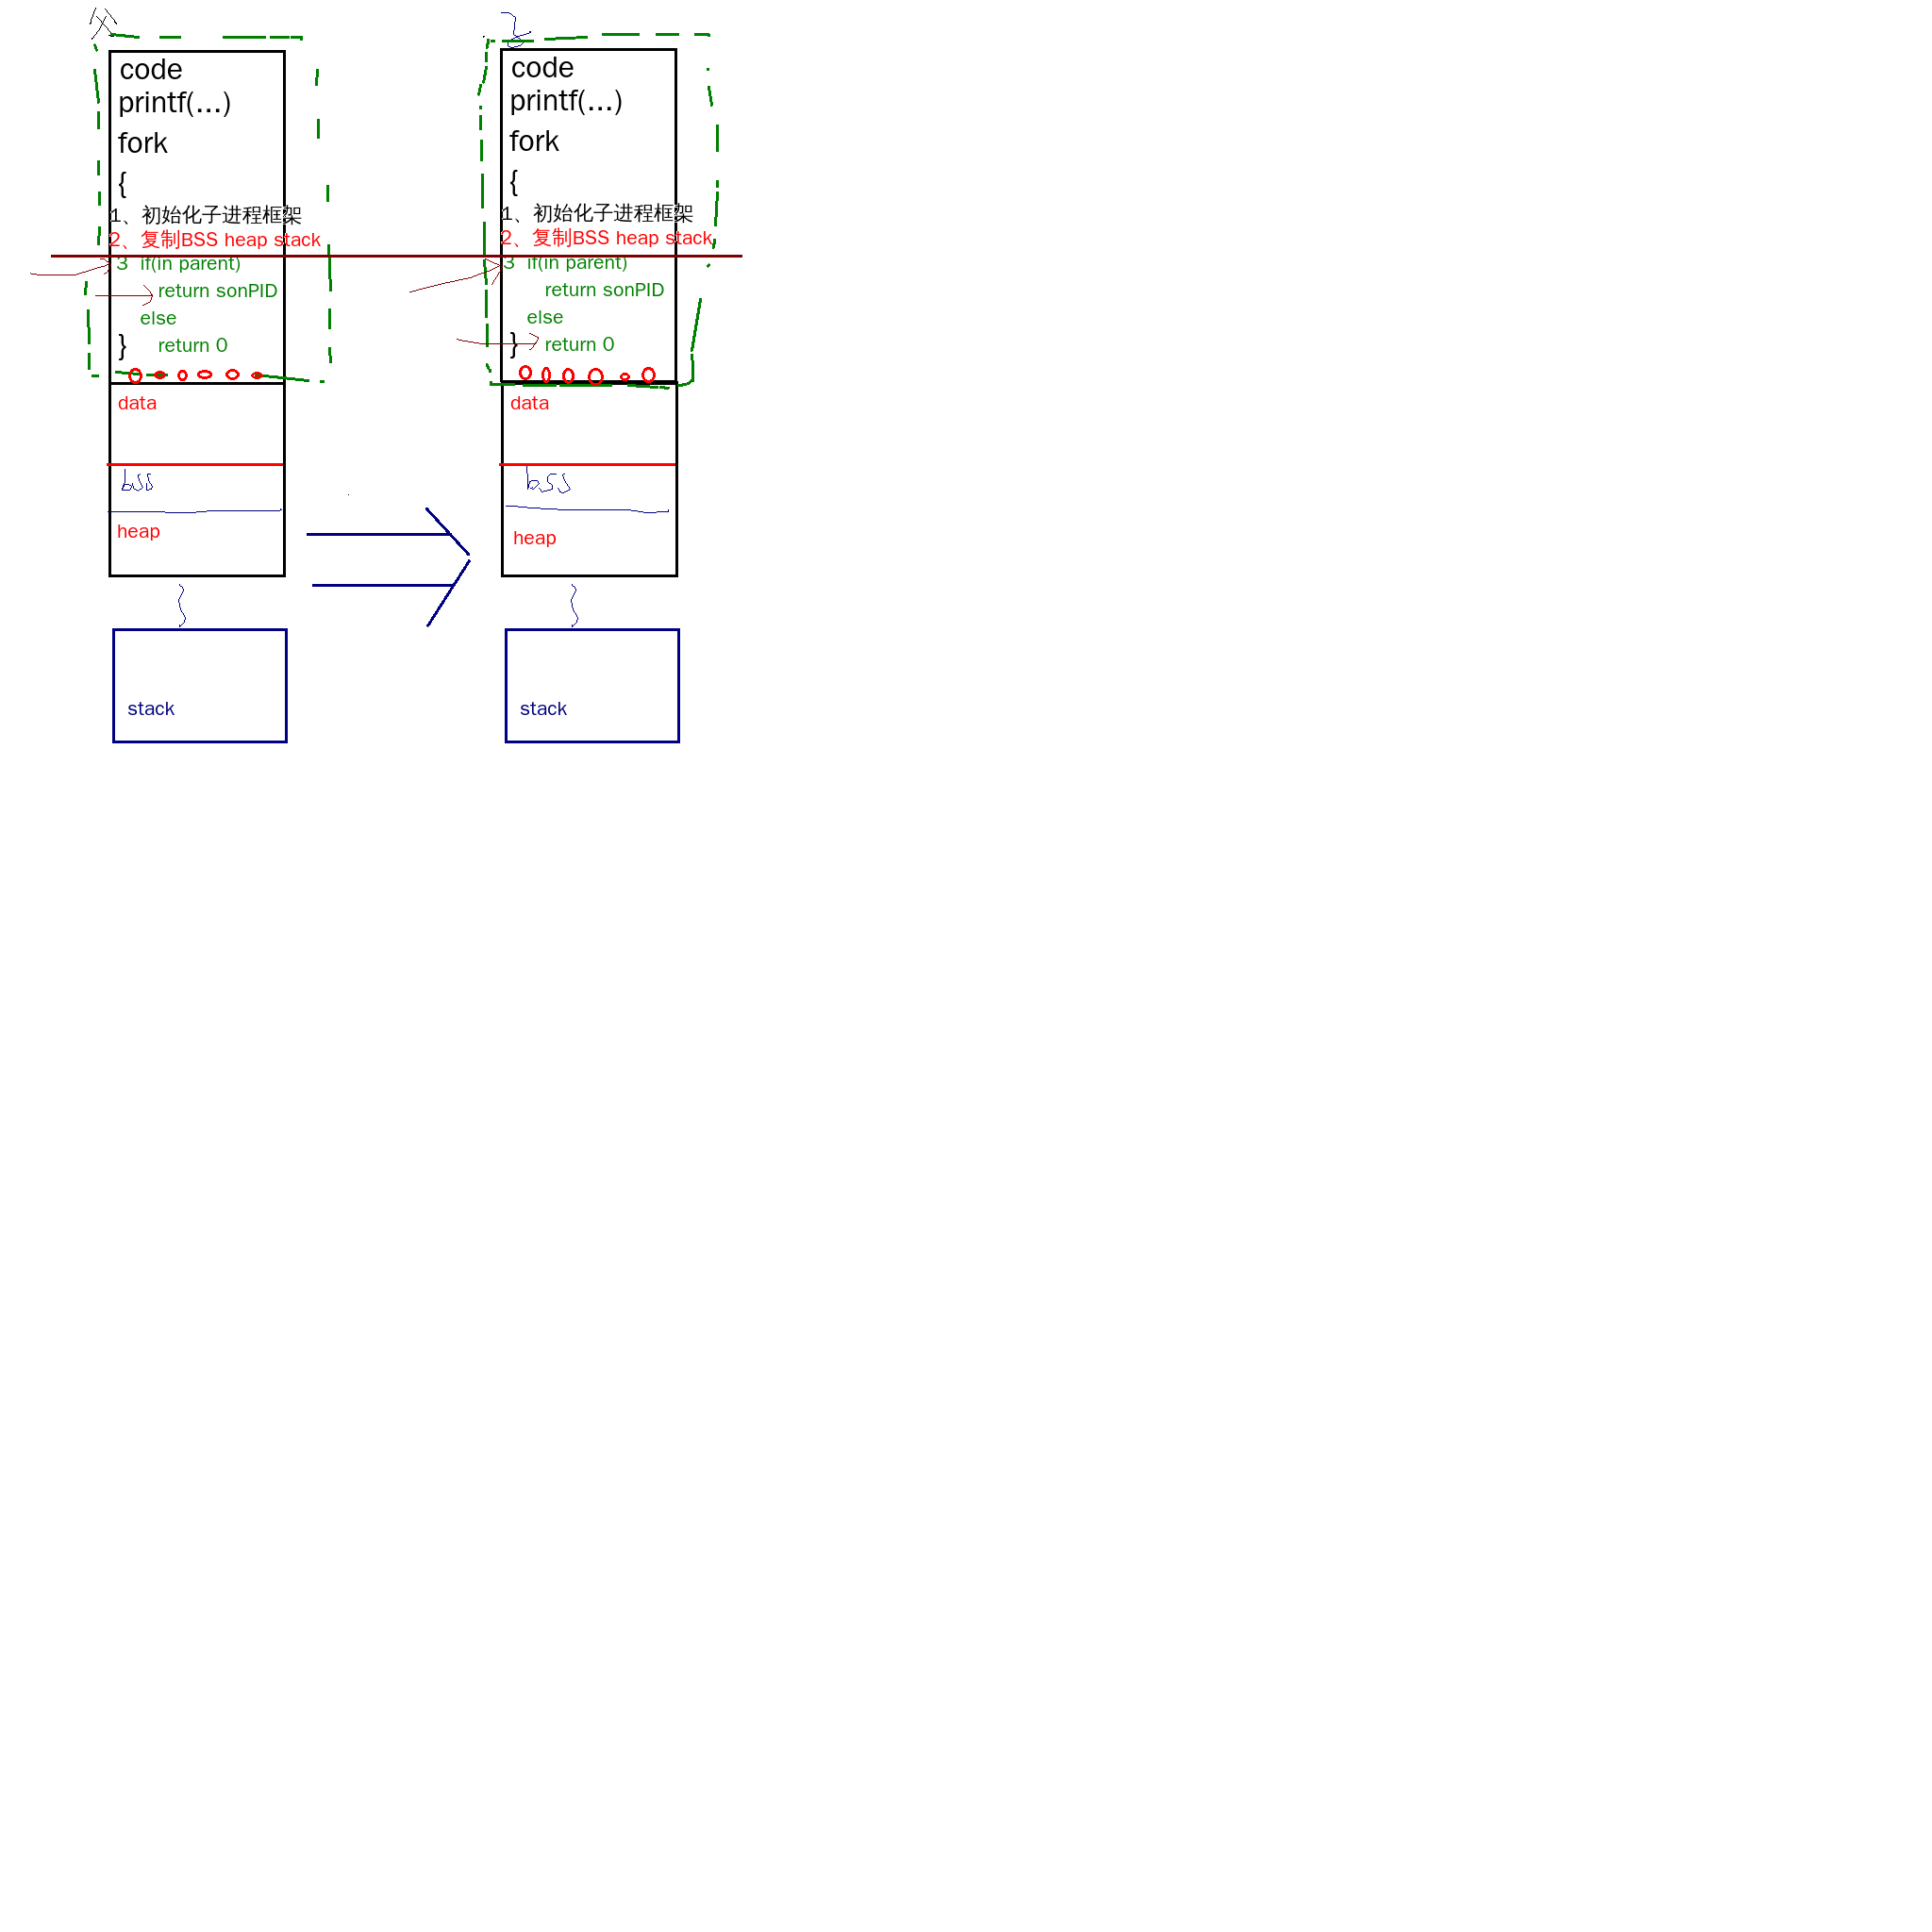 父
code
printf(...)
fork
{
1、初始化子进程框架
2、复制BSS heap stack
3 if(in parent)
return sonPID
else
} return 0
data
bss
heap
stack
子
code
printf(...)
fork
{
1、初始化子进程框架
2、复制BSS heap stack
3 if(in parent)
return sonPID
else
} return 0
data
bss
heap
stack